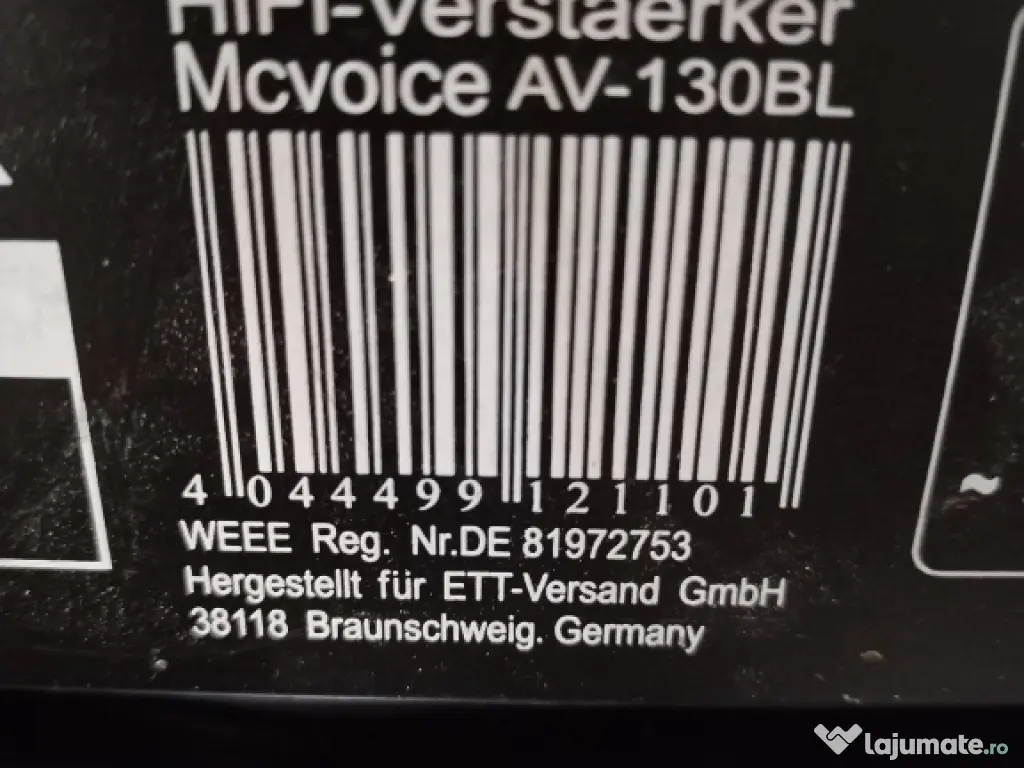 HiFi-Verstaerker
Mcvoice AV-130BL
4 044499 121101
WEEE Reg. Nr.DE 81972753
Hergestellt für ETT-Versand GmbH
38118 Braunschweig. Germany
lajumate.ro